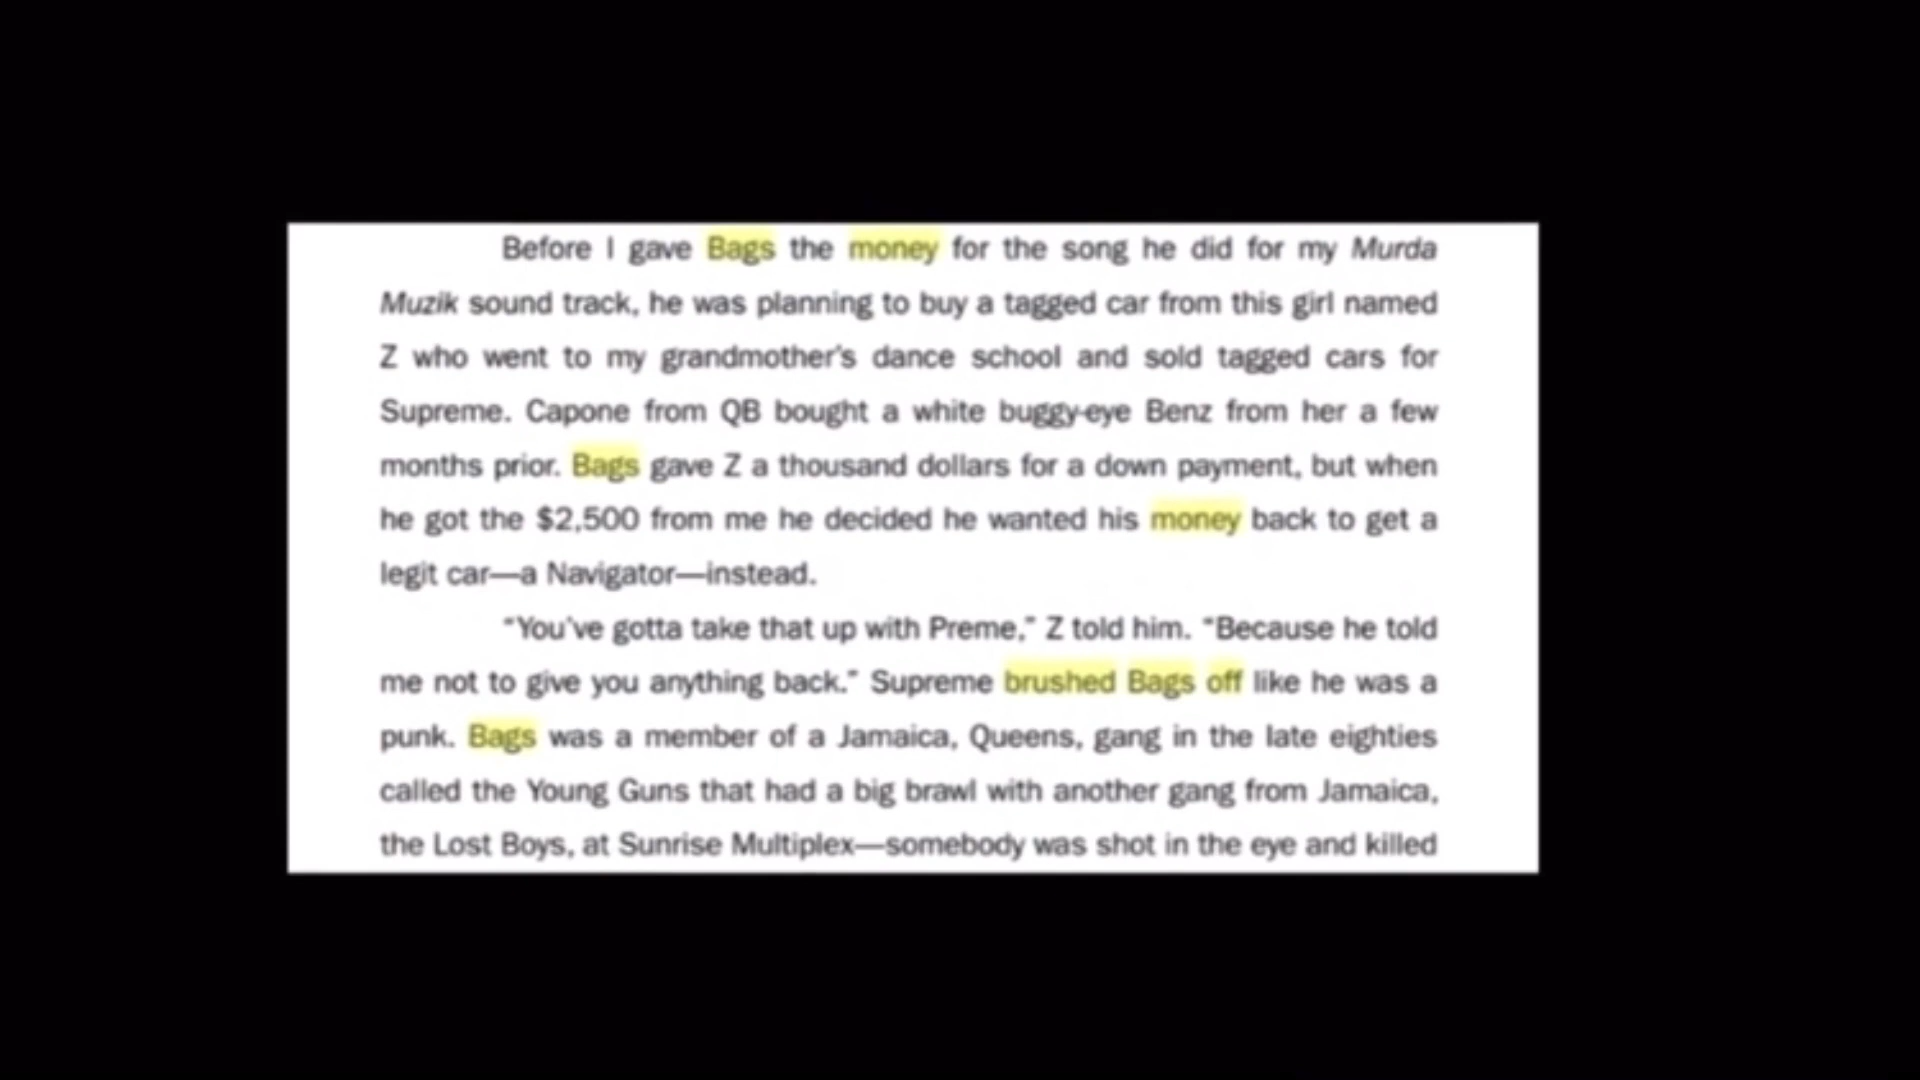 Before I gave Bags the money for the song he did for my Murda
Muzik sound track, he was planning to buy a tagged car from this girl named
Z who went to my grandmother's dance school and sold tagged cars for
Supreme. Capone from QB bought a white buggy-eye Benz from her a few
months prior. Bags gave Z a thousand dollars for a down payment, but when
he got the $2,500 from me he decided he wanted his money back to get a
legit car—a Navigator—instead.
"You've gotta take that up with Preme," Z told him. "Because he told
me not to give you anything back." Supreme brushed Bags off like he was a
punk. Bags was a member of a Jamaica, Queens, gang in the late eighties
called the Young Guns that had a big brawl with another gang from Jamaica,
the Lost Boys, at Sunrise Multiplex—somebody was shot in the eye and killed